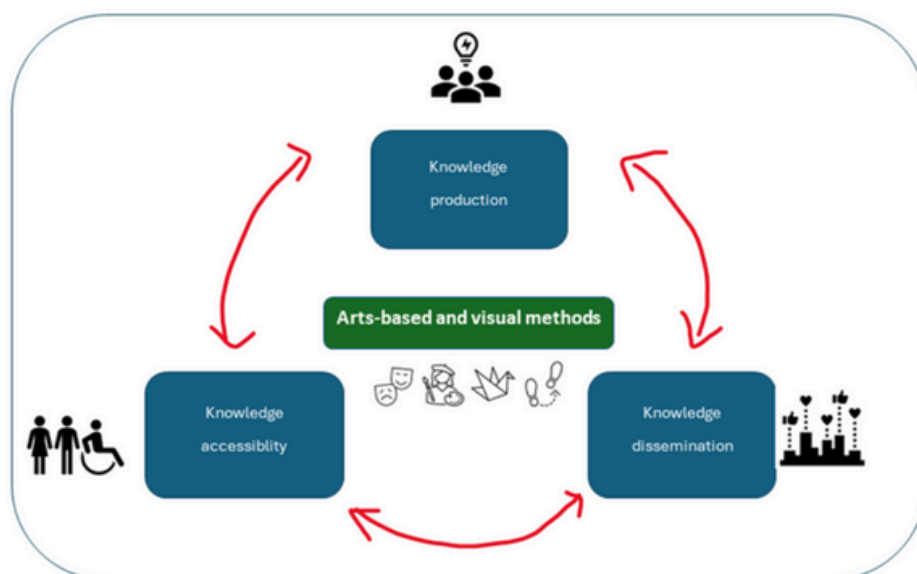 Knowledge
production
Arts-based and visual methods
Knowledge
accessiblity
Knowledge
dissemination